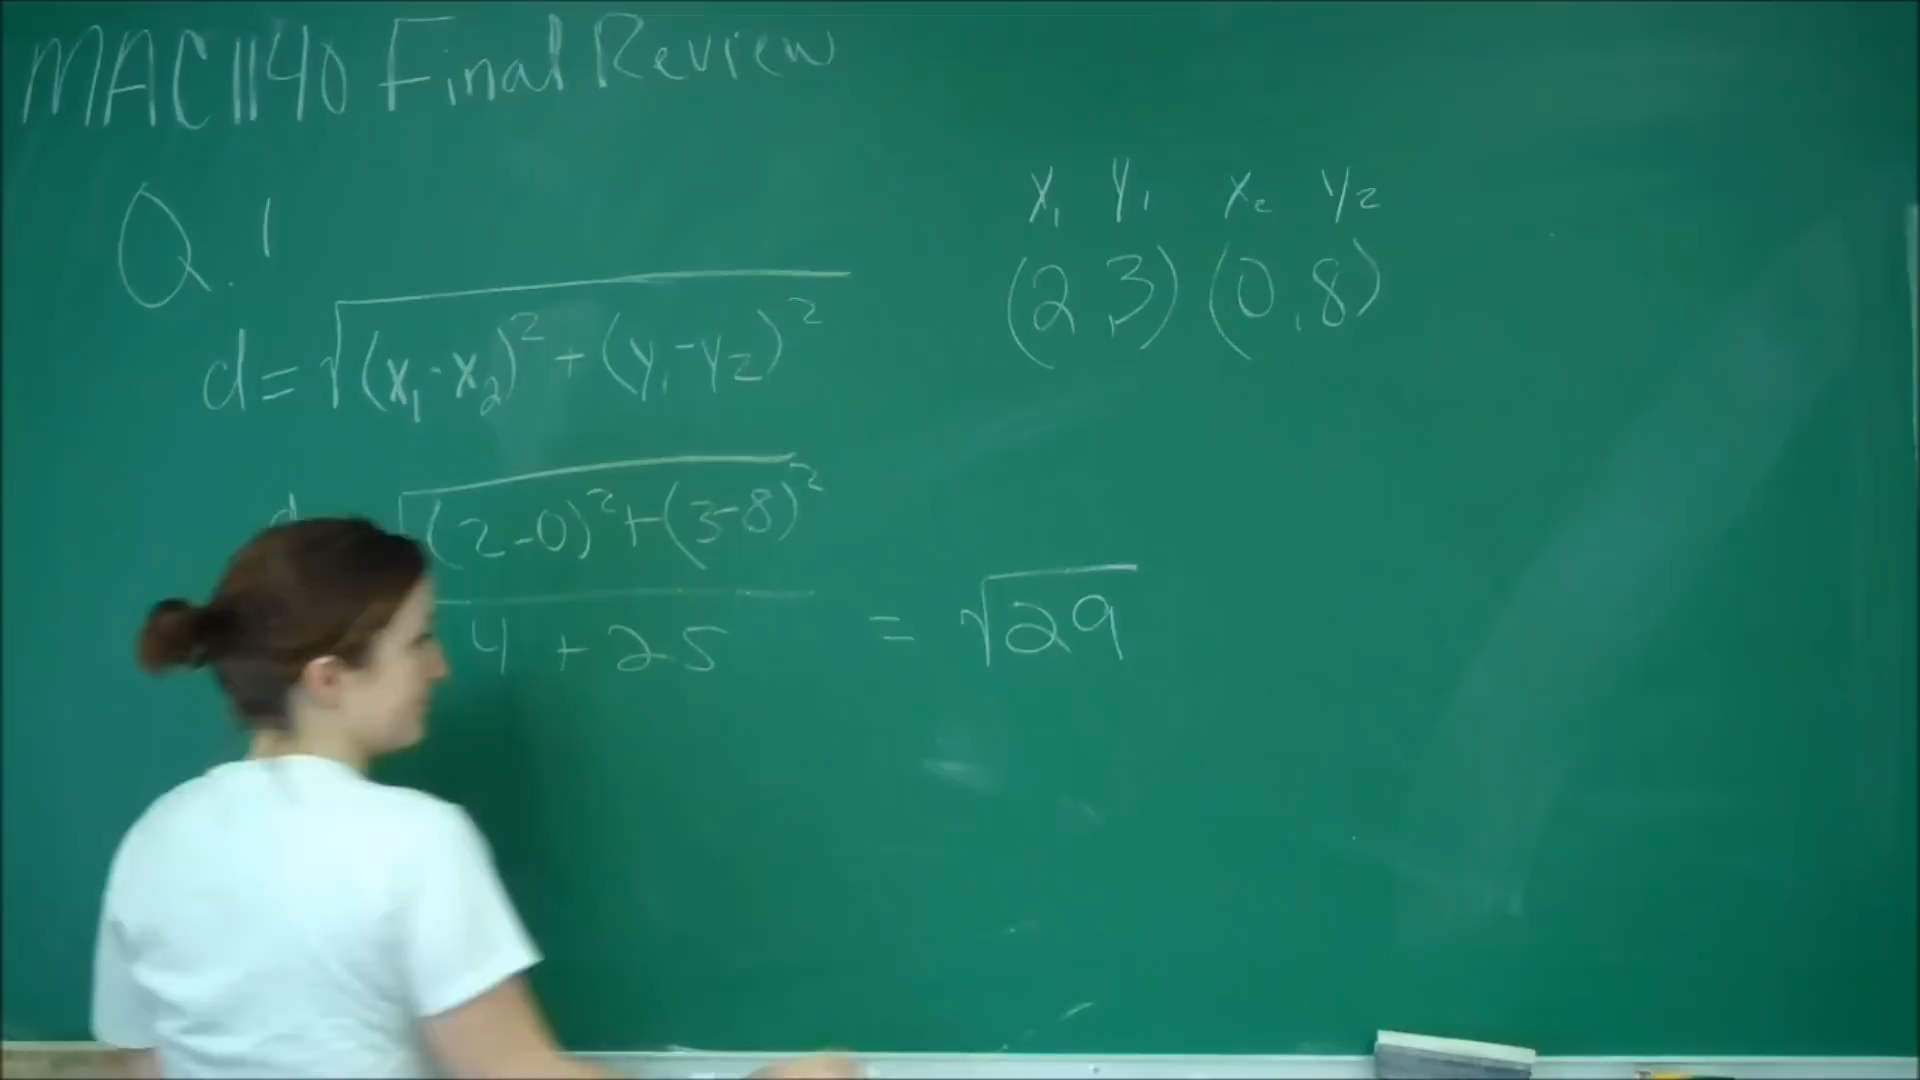 MAC1140 Final Review
Q.1
x₁ y₁ x₂ y₂
(2,3) (0,8)
d=√(x₁-x₂)²+(y₁-y₂)²
d √(2-0)²+(3-8)²
4 + 25 = √29